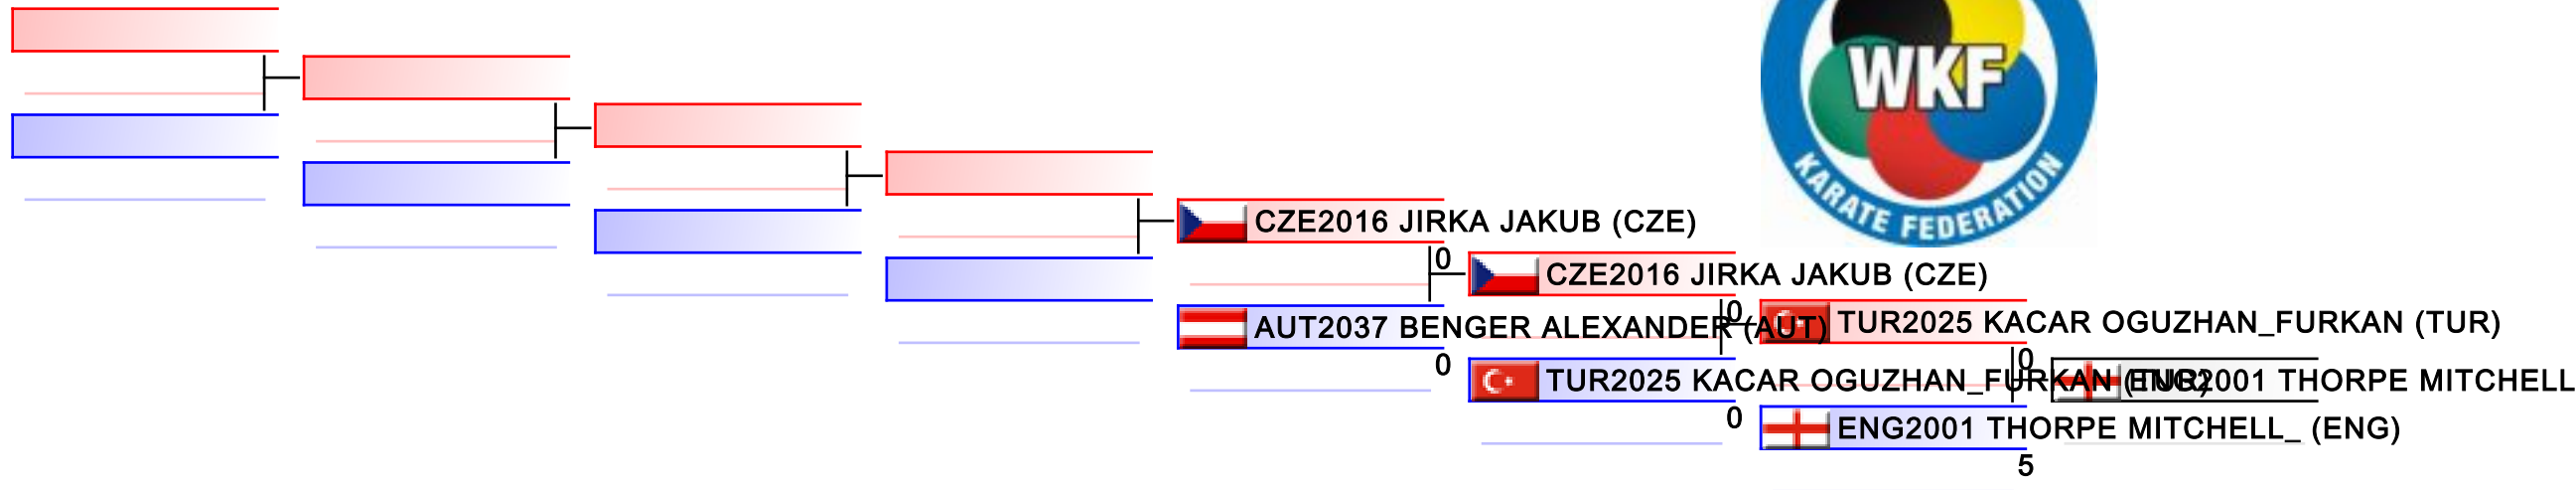 WKF
KARATE FEDERATION
CZE2016 JIRKA JAKUB (CZE)
0
CZE2016 JIRKA JAKUB (CZE)
0
AUT2037 BENGER ALEXANDER (AUT)
0
TUR2025 KACAR OGUZHAN_FURKAN (TUR)
0
TUR2025 KACAR OGUZHAN_FURKAN (TUR)
0
ENG2001 THORPE MITCHELL
ENG2001 THORPE MITCHELL_ (ENG)
5